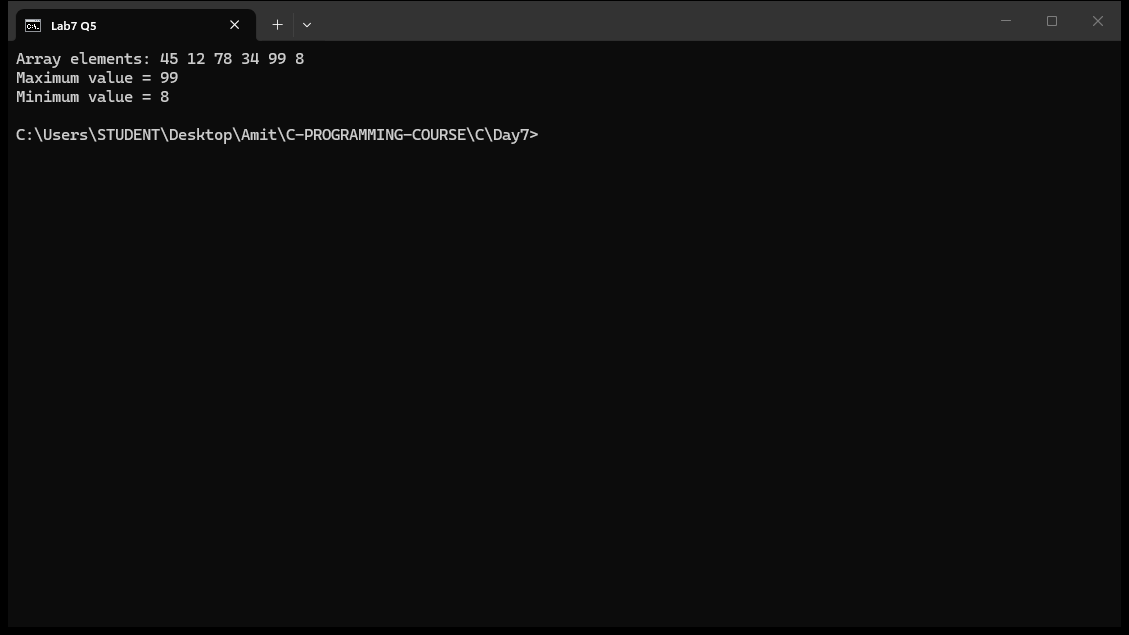 Lab7 Q5
Array elements: 45 12 78 34 99 8
Maximum value = 99
Minimum value = 8
C:\Users\STUDENT\Desktop\Amit\C-PROGRAMMING-COURSE\C\Day7>